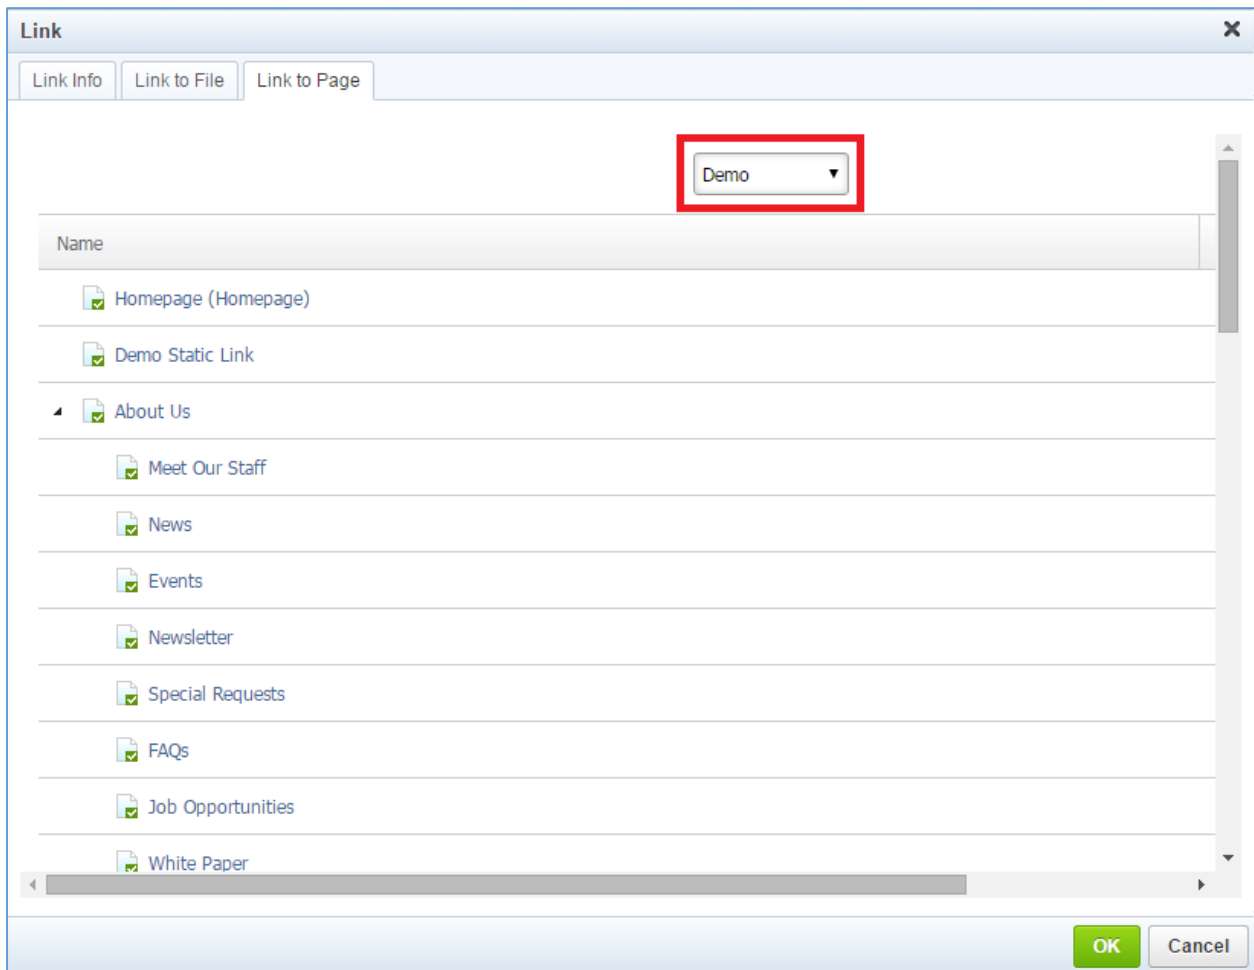 Link
Link Info Link to File Link to Page
Demo
Name
Homepage (Homepage)
Demo Static Link
About Us
Meet Our Staff
News
Events
Newsletter
Special Requests
FAQs
Job Opportunities
White Paper
OK Cancel